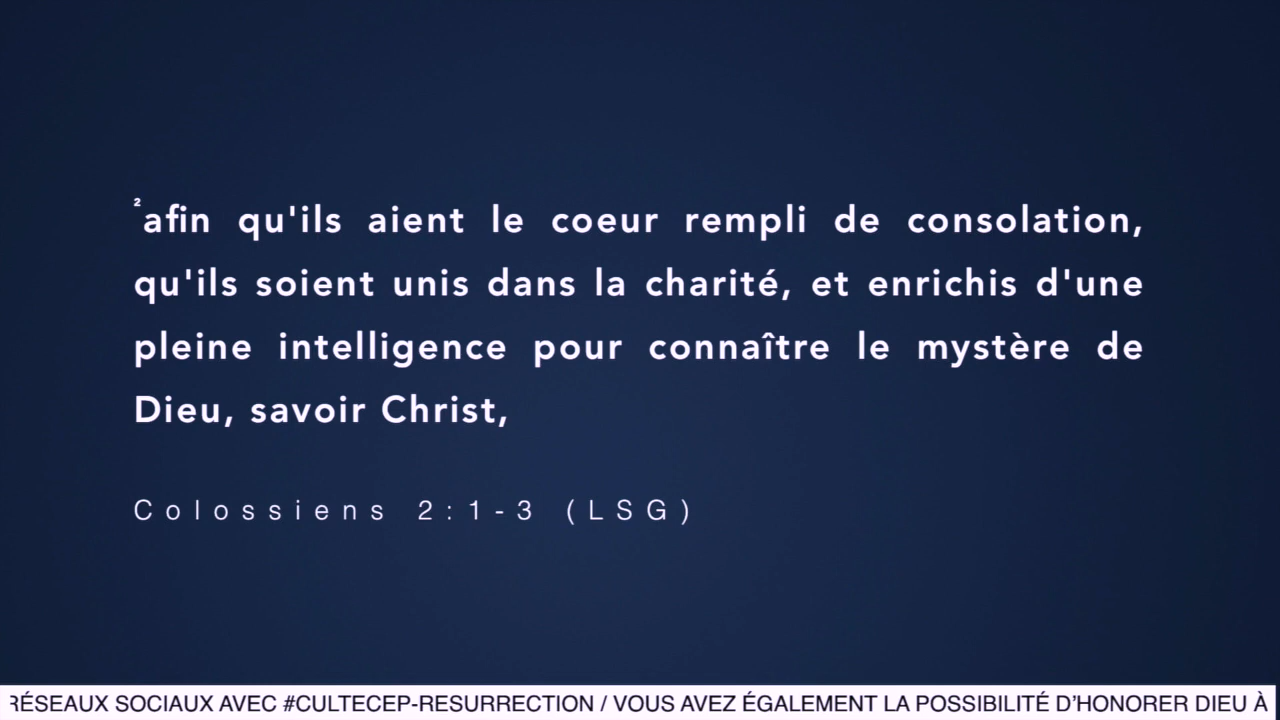 ²afin qu'ils aient le coeur rempli de consolation,
qu'ils soient unis dans la charité, et enrichis d'une
pleine intelligence pour connaître le mystère de
Dieu, savoir Christ,
Colossiens 2:1-3 (LSG)
RÉSEAUX SOCIAUX AVEC #CULTECEP-RESURRECTION / VOUS AVEZ ÉGALEMENT LA POSSIBILITÉ D'HONORER DIEU À